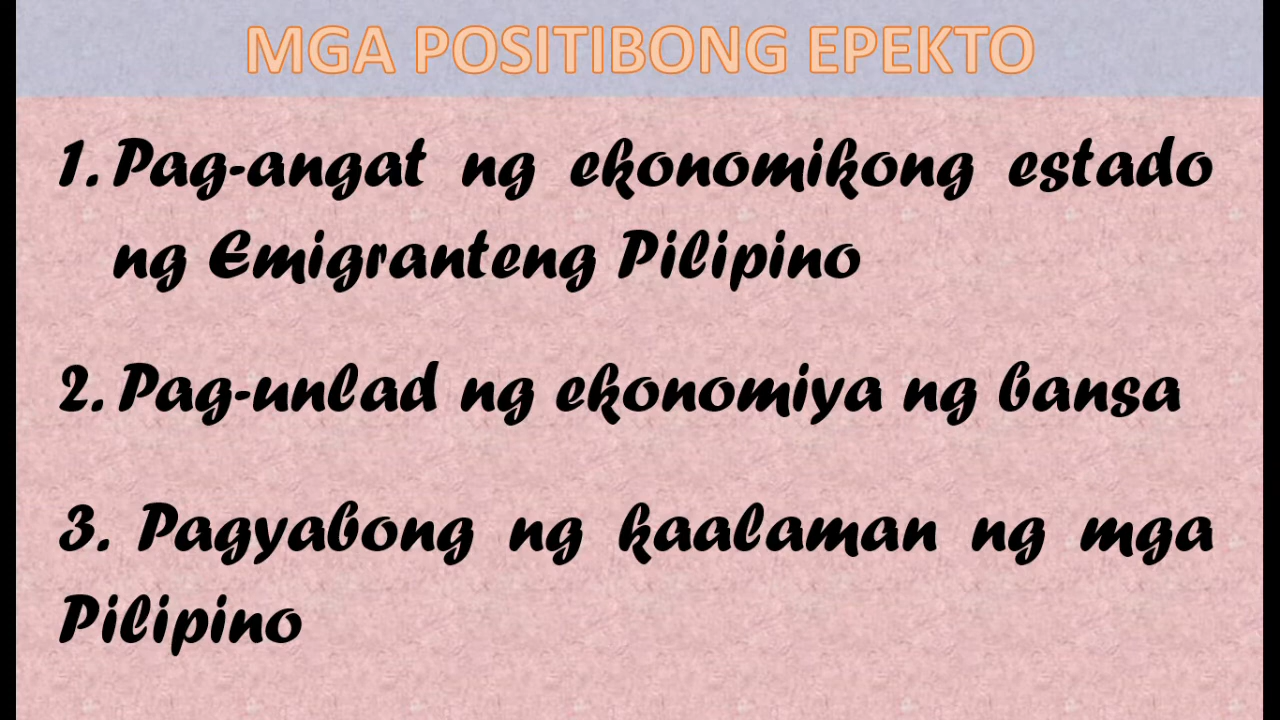 MGA POSITIBONG EPEKTO
1. Pag-angat ng ekonomikong estado
ng Emigranteng Pilipino
2. Pag-unlad ng ekonomiya ng bansa
3. Pagyabong ng kaalaman ng mga
Pilipino